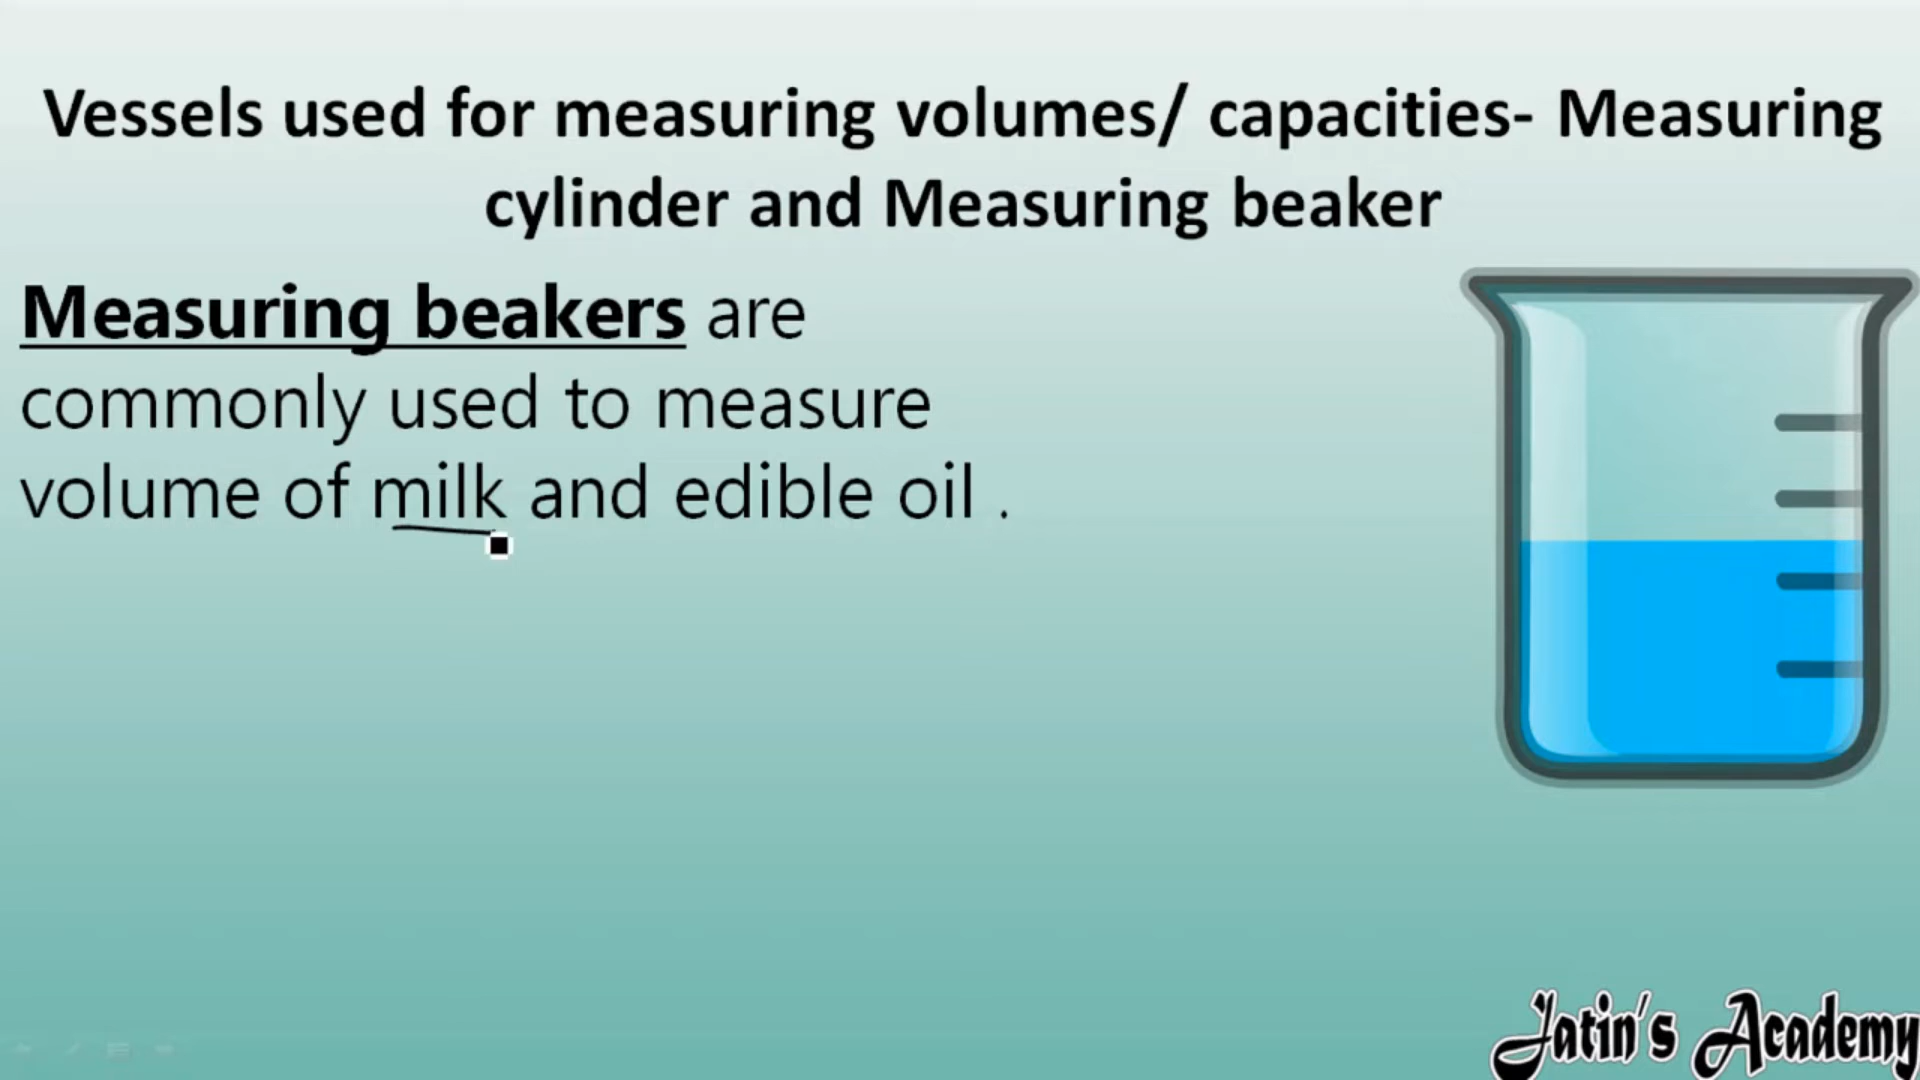 Vessels used for measuring volumes/ capacities- Measuring
cylinder and Measuring beaker
Measuring beakers are
commonly used to measure
volume of milk and edible oil .
Jatin's Academy